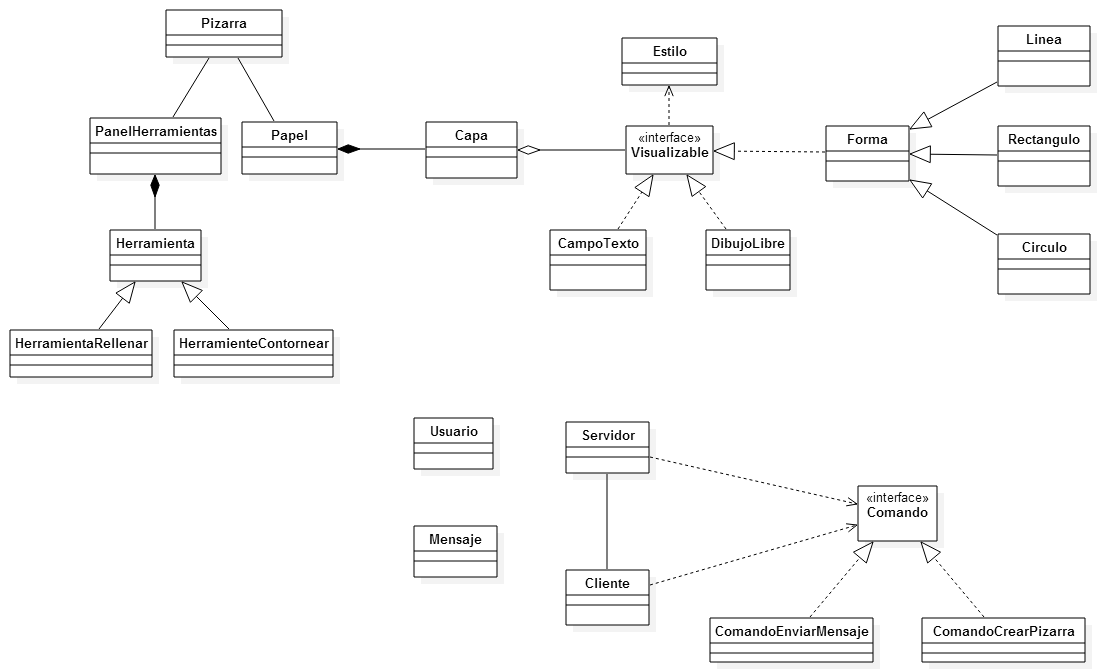 Pizarra
Linea
Estilo
PanelHerramientas
Papel
Capa
«interface»
Visualizable
Forma
Rectangulo
Herramienta
CampoTexto
DibujoLibre
Circulo
HerramientaRellenar
HerramienteContornear
Usuario
Servidor
«interface»
Comando
Mensaje
Cliente
ComandoEnviarMensaje
ComandoCrearPizarra